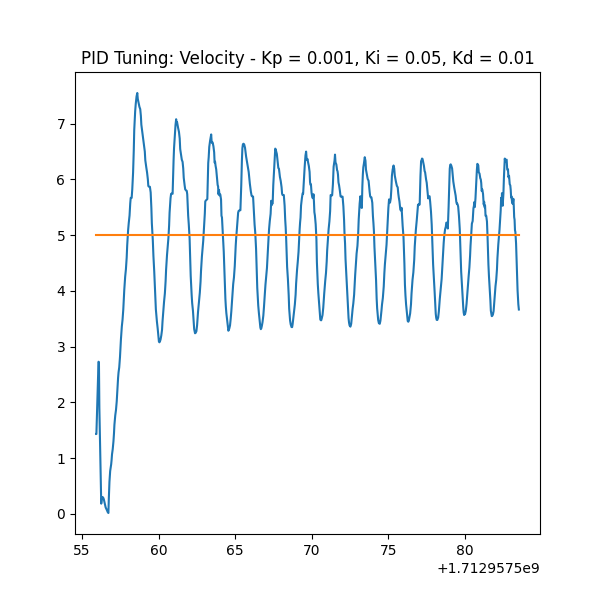 PID Tuning: Velocity - Kp = 0.001, Ki = 0.05, Kd = 0.01
7
6
5
4
3
2
1
0
55 60 65 70 75 80
+1.7129575e9